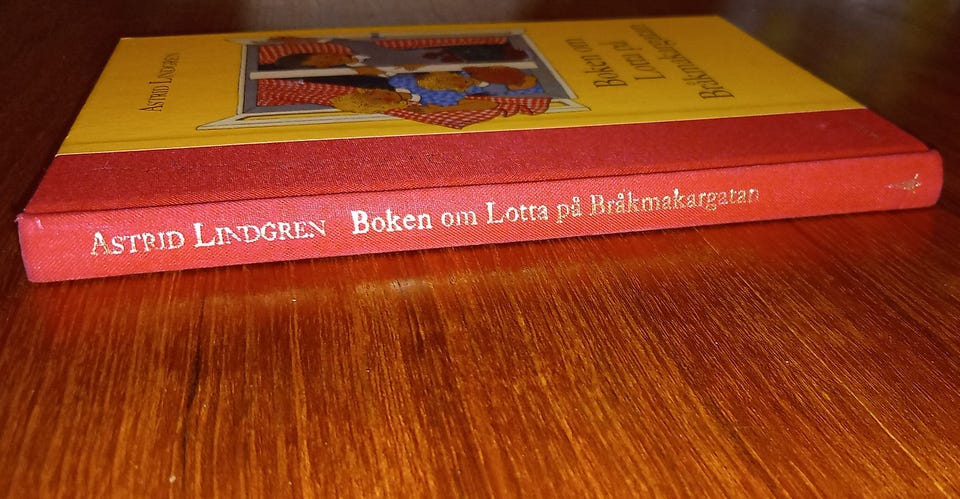 ASTRID LINDGREN
Boken om
Lotta på
Bråkmakargatan
ASTRID LINDGREN Boken om Lotta på Bråkmakargatan